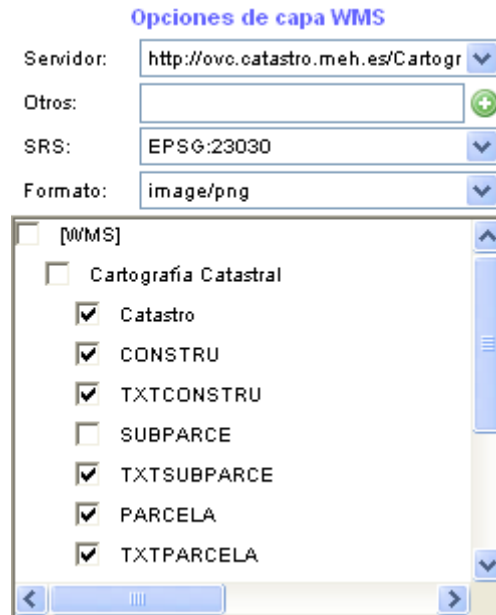 Opciones de capa WMS
Servidor: http://ovc.catastro.meh.es/Cartogr
Otros:
SRS: EPSG:23030
Formato: image/png
[WMS]
Cartografía Catastral
Catastro
CONSTRU
TXTCONSTRU
SUBPARCE
TXTSUBPARCE
PARCELA
TXTPARCELA